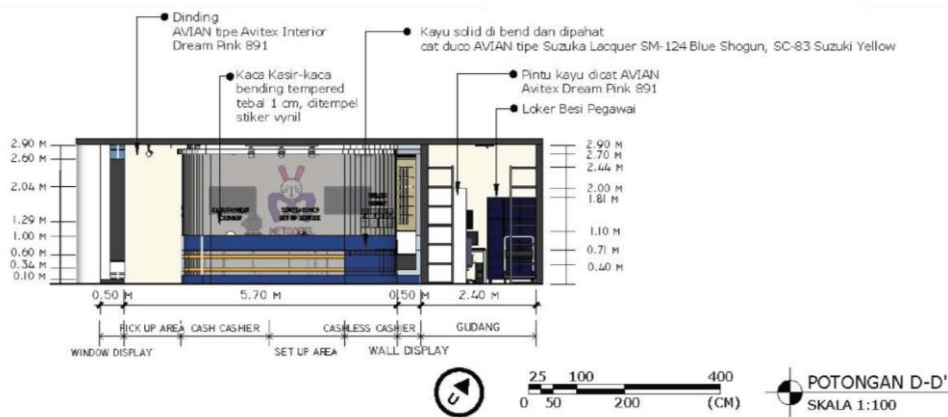 Dinding
AVIAN tipe Avitex Interior
Dream Pink 891
Kayu solid di bend dan dipahat
cat duco AVIAN tipe Suzuka Lacquer SM-124 Blue Shogun, SC-83 Suzuki Yellow
Kaca Kasir-kaca
bending tempered
tebal 1 cm, ditempel
stiker vynil
Pintu kayu dicat AVIAN
Avitex Dream Pink 891
Loker Besi Pegawai
2.90 M
2.60 M
2.04 M
1.29 M
1.00 M
0.60 M
0.34 M
0.10 M
2.90 M
2.70 M
2.44 M
2.00 M
1.81 M
1.10 M
0.71 M
0.40 M
SET UP SERVICE
0.50 M
5.70 M
0.50 M
2.40 M
PICK UP AREA
CASH CASHIER
CASHLESS CASHIER
GUDANG
WINDOW DISPLAY
SET UP AREA
WALL DISPLAY
U
25 100 400
0 50 200 (CM)
POTONGAN D-D'
SKALA 1:100